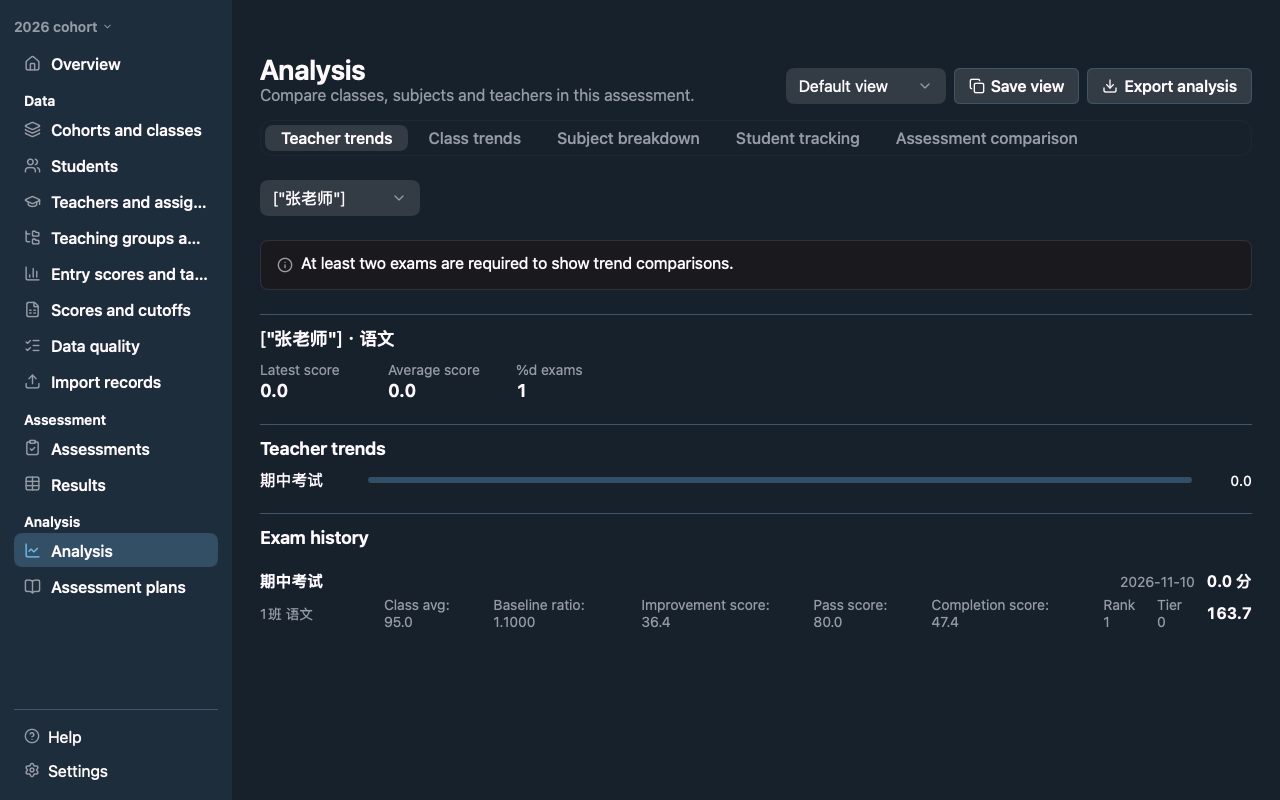 2026 cohort
Overview
Data
Cohorts and classes
Students
Teachers and assig...
Teaching groups a...
Entry scores and ta...
Scores and cutoffs
Data quality
Import records
Assessment
Assessments
Results
Analysis
Analysis
Assessment plans
Help
Settings
Analysis
Compare classes, subjects and teachers in this assessment.
Default view
Save view
Export analysis
Teacher trends Class trends Subject breakdown Student tracking Assessment comparison
["张老师"]
At least two exams are required to show trend comparisons.
["张老师"] · 语文
Latest score Average score %d exams
0.0 0.0 1
Teacher trends
期中考试 0.0
Exam history
期中考试 2026-11-10 0.0 分
1班 语文
Class avg: Baseline ratio: Improvement score: Pass score: Completion score: Rank Tier
95.0 1.1000 36.4 80.0 47.4 1 0
163.7